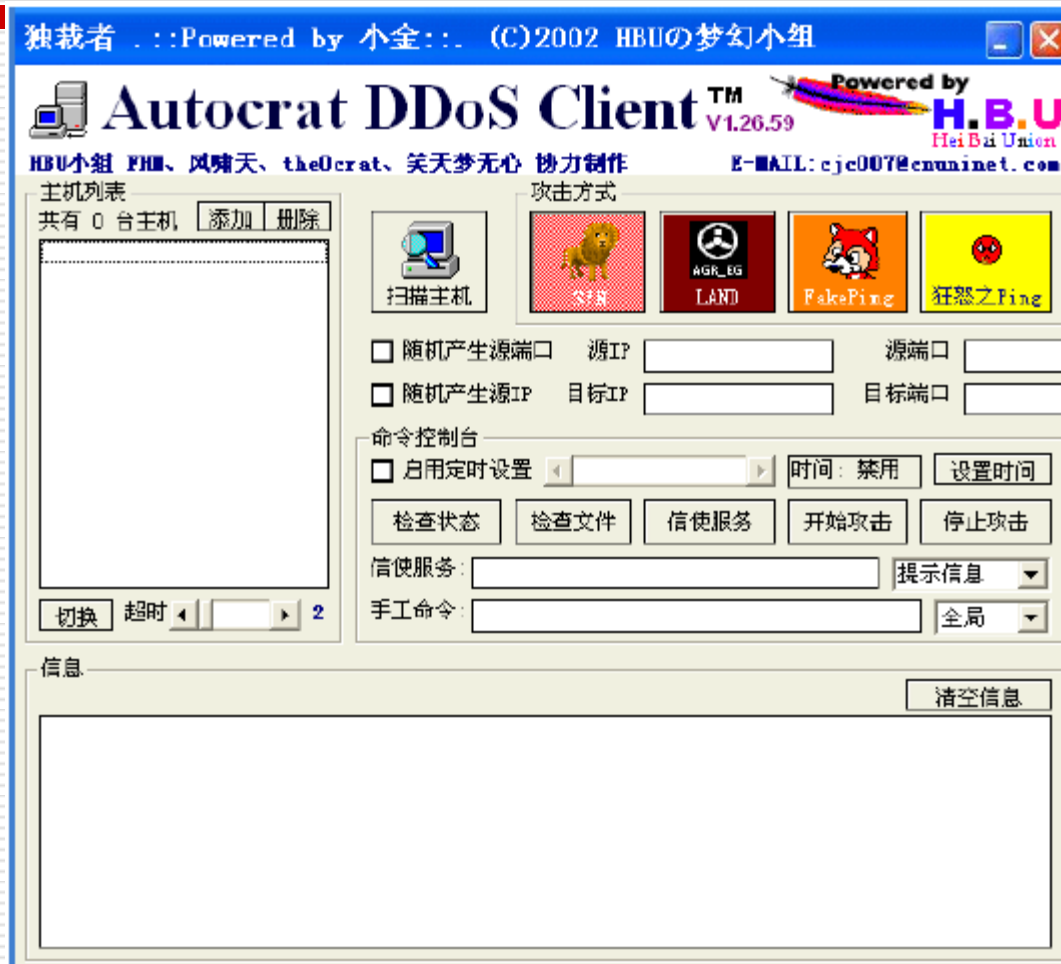 独裁者 .::Powered by 小金::. (C)2002 HBUの梦幻小组
Autocrat DDoS Client TM V1.26.59
Powered by
H.B.U
Hei Bai Union
HBU小组 PHM、风啸天、the0crat、笑天梦无心 协力制作 E-MAIL:cjc007@cnuninet.com
主机列表
共有 0 台主机 添加 删除
扫描主机
攻击方式
SYN LAND FakePing 狂怒之Ping
AGR_EG
随机产生源端口 源IP 源端口
随机产生源IP 目标IP 目标端口
命令控制台
启用定时设置 时间: 禁用 设置时间
检查状态 检查文件 信使服务 开始攻击 停止攻击
信使服务: 提示信息
手工命令: 全局
切换 超时 2
信息
清空信息